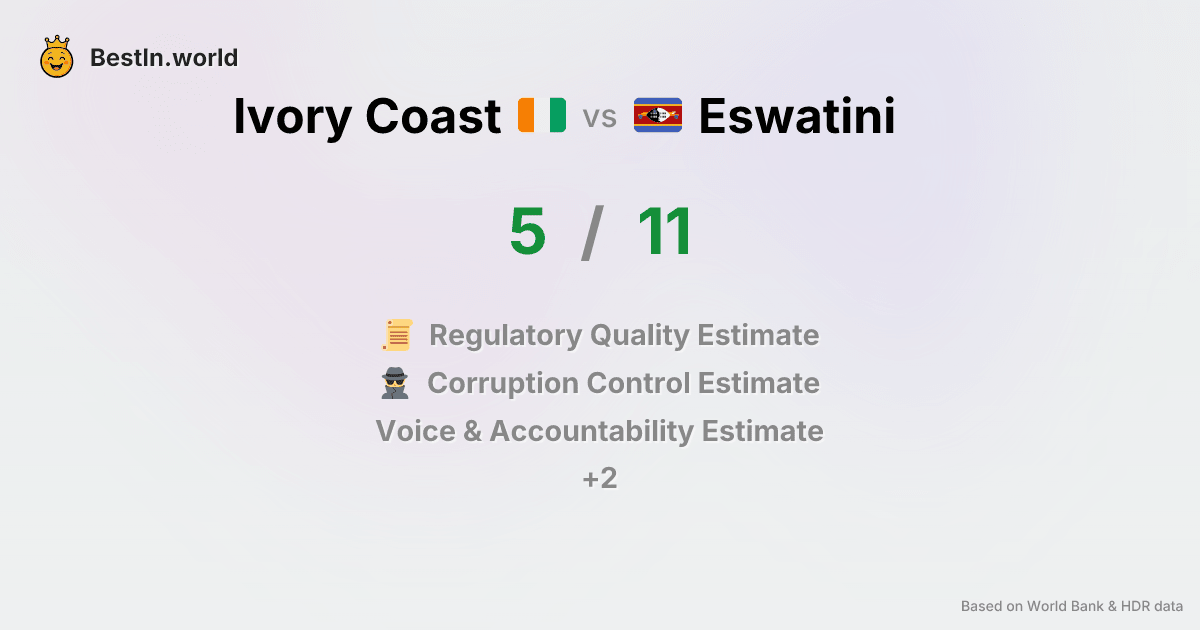 BestIn.world
Ivory Coast vs Eswatini
5 / 11
Regulatory Quality Estimate
Corruption Control Estimate
Voice & Accountability Estimate
+2
Based on World Bank & HDR data